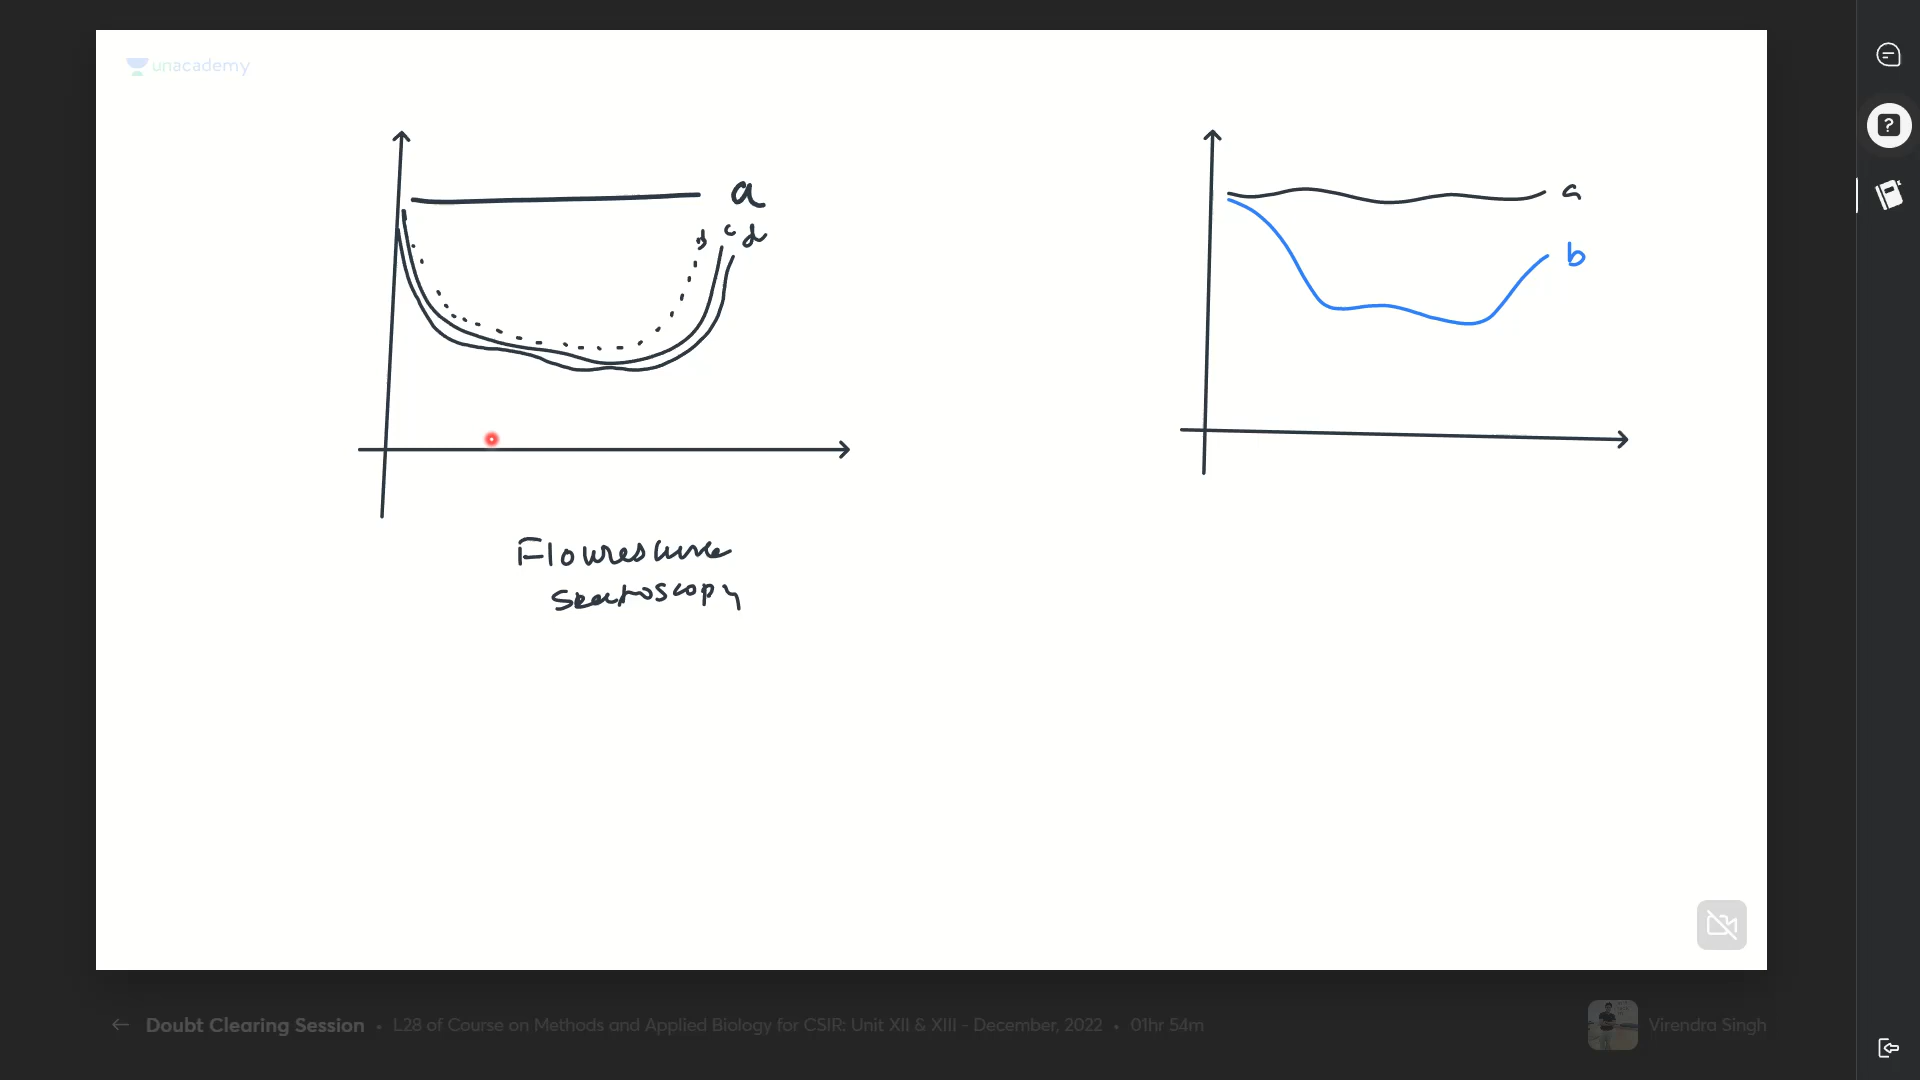 unacademy
a
b c d
Flourescence
Spectroscopy
a
b
Doubt Clearing Session • L28 of Course on Methods and Applied Biology for CSIR: Unit XII & XIII - December, 2022 • 01hr 54m
Virendra Singh